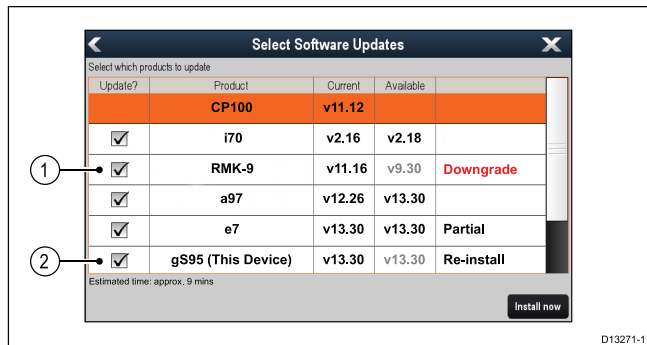 Select Software Updates
Select which products to update
Update? Product Current Available
CP100 v11.12
i70 v2.16 v2.18
1 RMK-9 v11.16 v9.30 Downgrade
a97 v12.26 v13.30
e7 v13.30 v13.30 Partial
2 gS95 (This Device) v13.30 v13.30 Re-install
Estimated time: approx, 9 mins
Install now
D13271-1